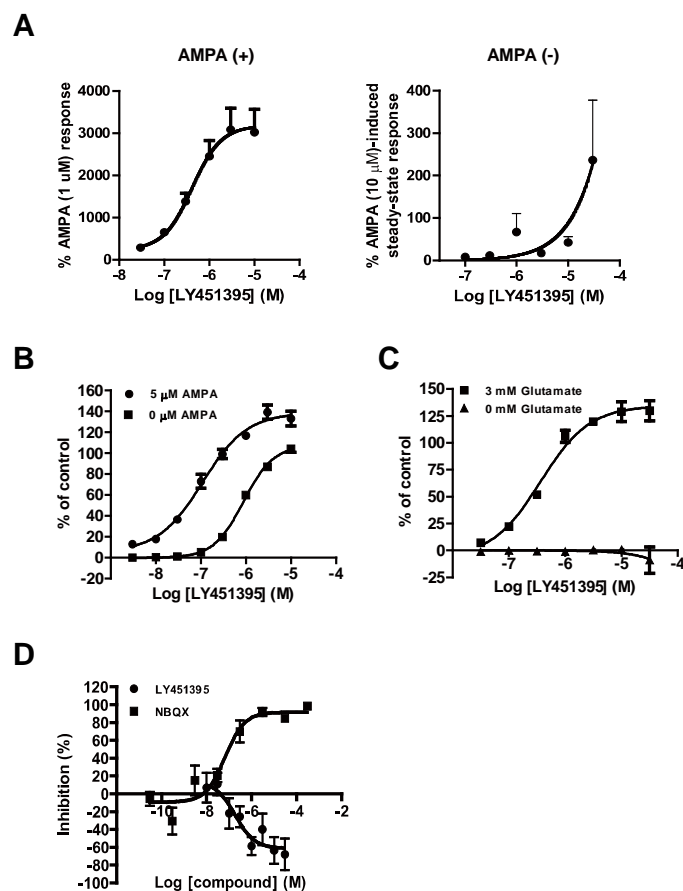 A
AMPA (+)
% AMPA (1 uM) response
4000
3000
2000
1000
0
-8 -7 -6 -5 -4
Log [LY451395] (M)
AMPA (-)
% AMPA (10 μM)-induced
steady-state response
400
300
200
100
0
-7 -6 -5 -4
Log [LY451395] (M)
B
5 μM AMPA
0 μM AMPA
% of control
160
140
120
100
80
60
40
20
0
-20
-8 -7 -6 -5 -4
Log [LY451395] (M)
C
3 mM Glutamate
0 mM Glutamate
% of control
150
125
100
75
50
25
0
-25
-7 -6 -5 -4
Log [LY451395] (M)
D
LY451395
NBQX
Inhibition (%)
120
100
80
60
40
20
0
-20
-40
-60
-80
-100
-10 -8 -6 -4 -2
Log [compound] (M)